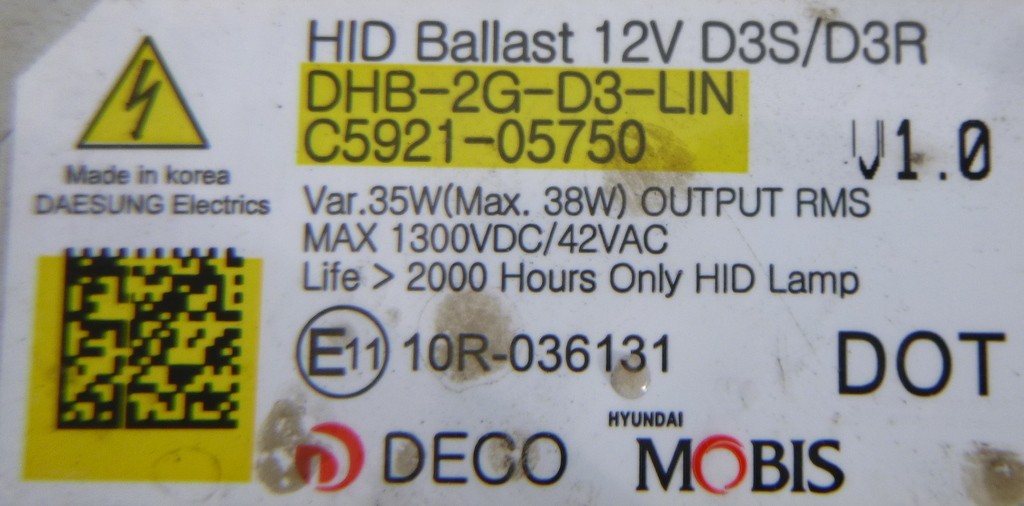 HID Ballast 12V D3S/D3R
DHB-2G-D3-LIN
C5921-05750
V1.0
Made in korea
DAESUNG Electrics
Var.35W(Max. 38W) OUTPUT RMS
MAX 1300VDC/42VAC
Life > 2000 Hours Only HID Lamp
E11 10R-036131
DOT
DECO
HYUNDAI
MOBIS